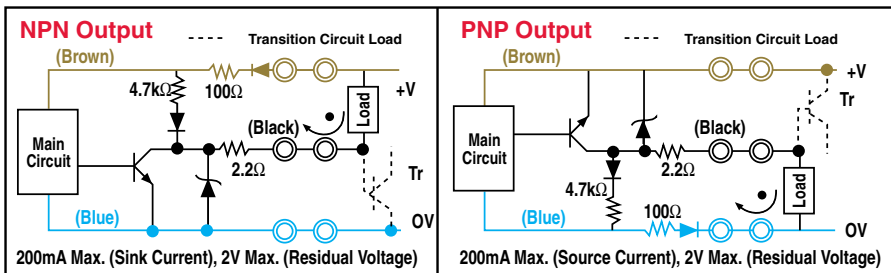 NPN Output
Transition Circuit Load
(Brown)
4.7kΩ
100Ω
+V
Load
Main
Circuit
(Black)
2.2Ω
Tr
(Blue)
OV
200mA Max. (Sink Current), 2V Max. (Residual Voltage)
PNP Output
Transition Circuit Load
(Brown)
+V
Tr
Main
Circuit
(Black)
2.2Ω
4.7kΩ
Load
100Ω
(Blue)
OV
200mA Max. (Source Current), 2V Max. (Residual Voltage)